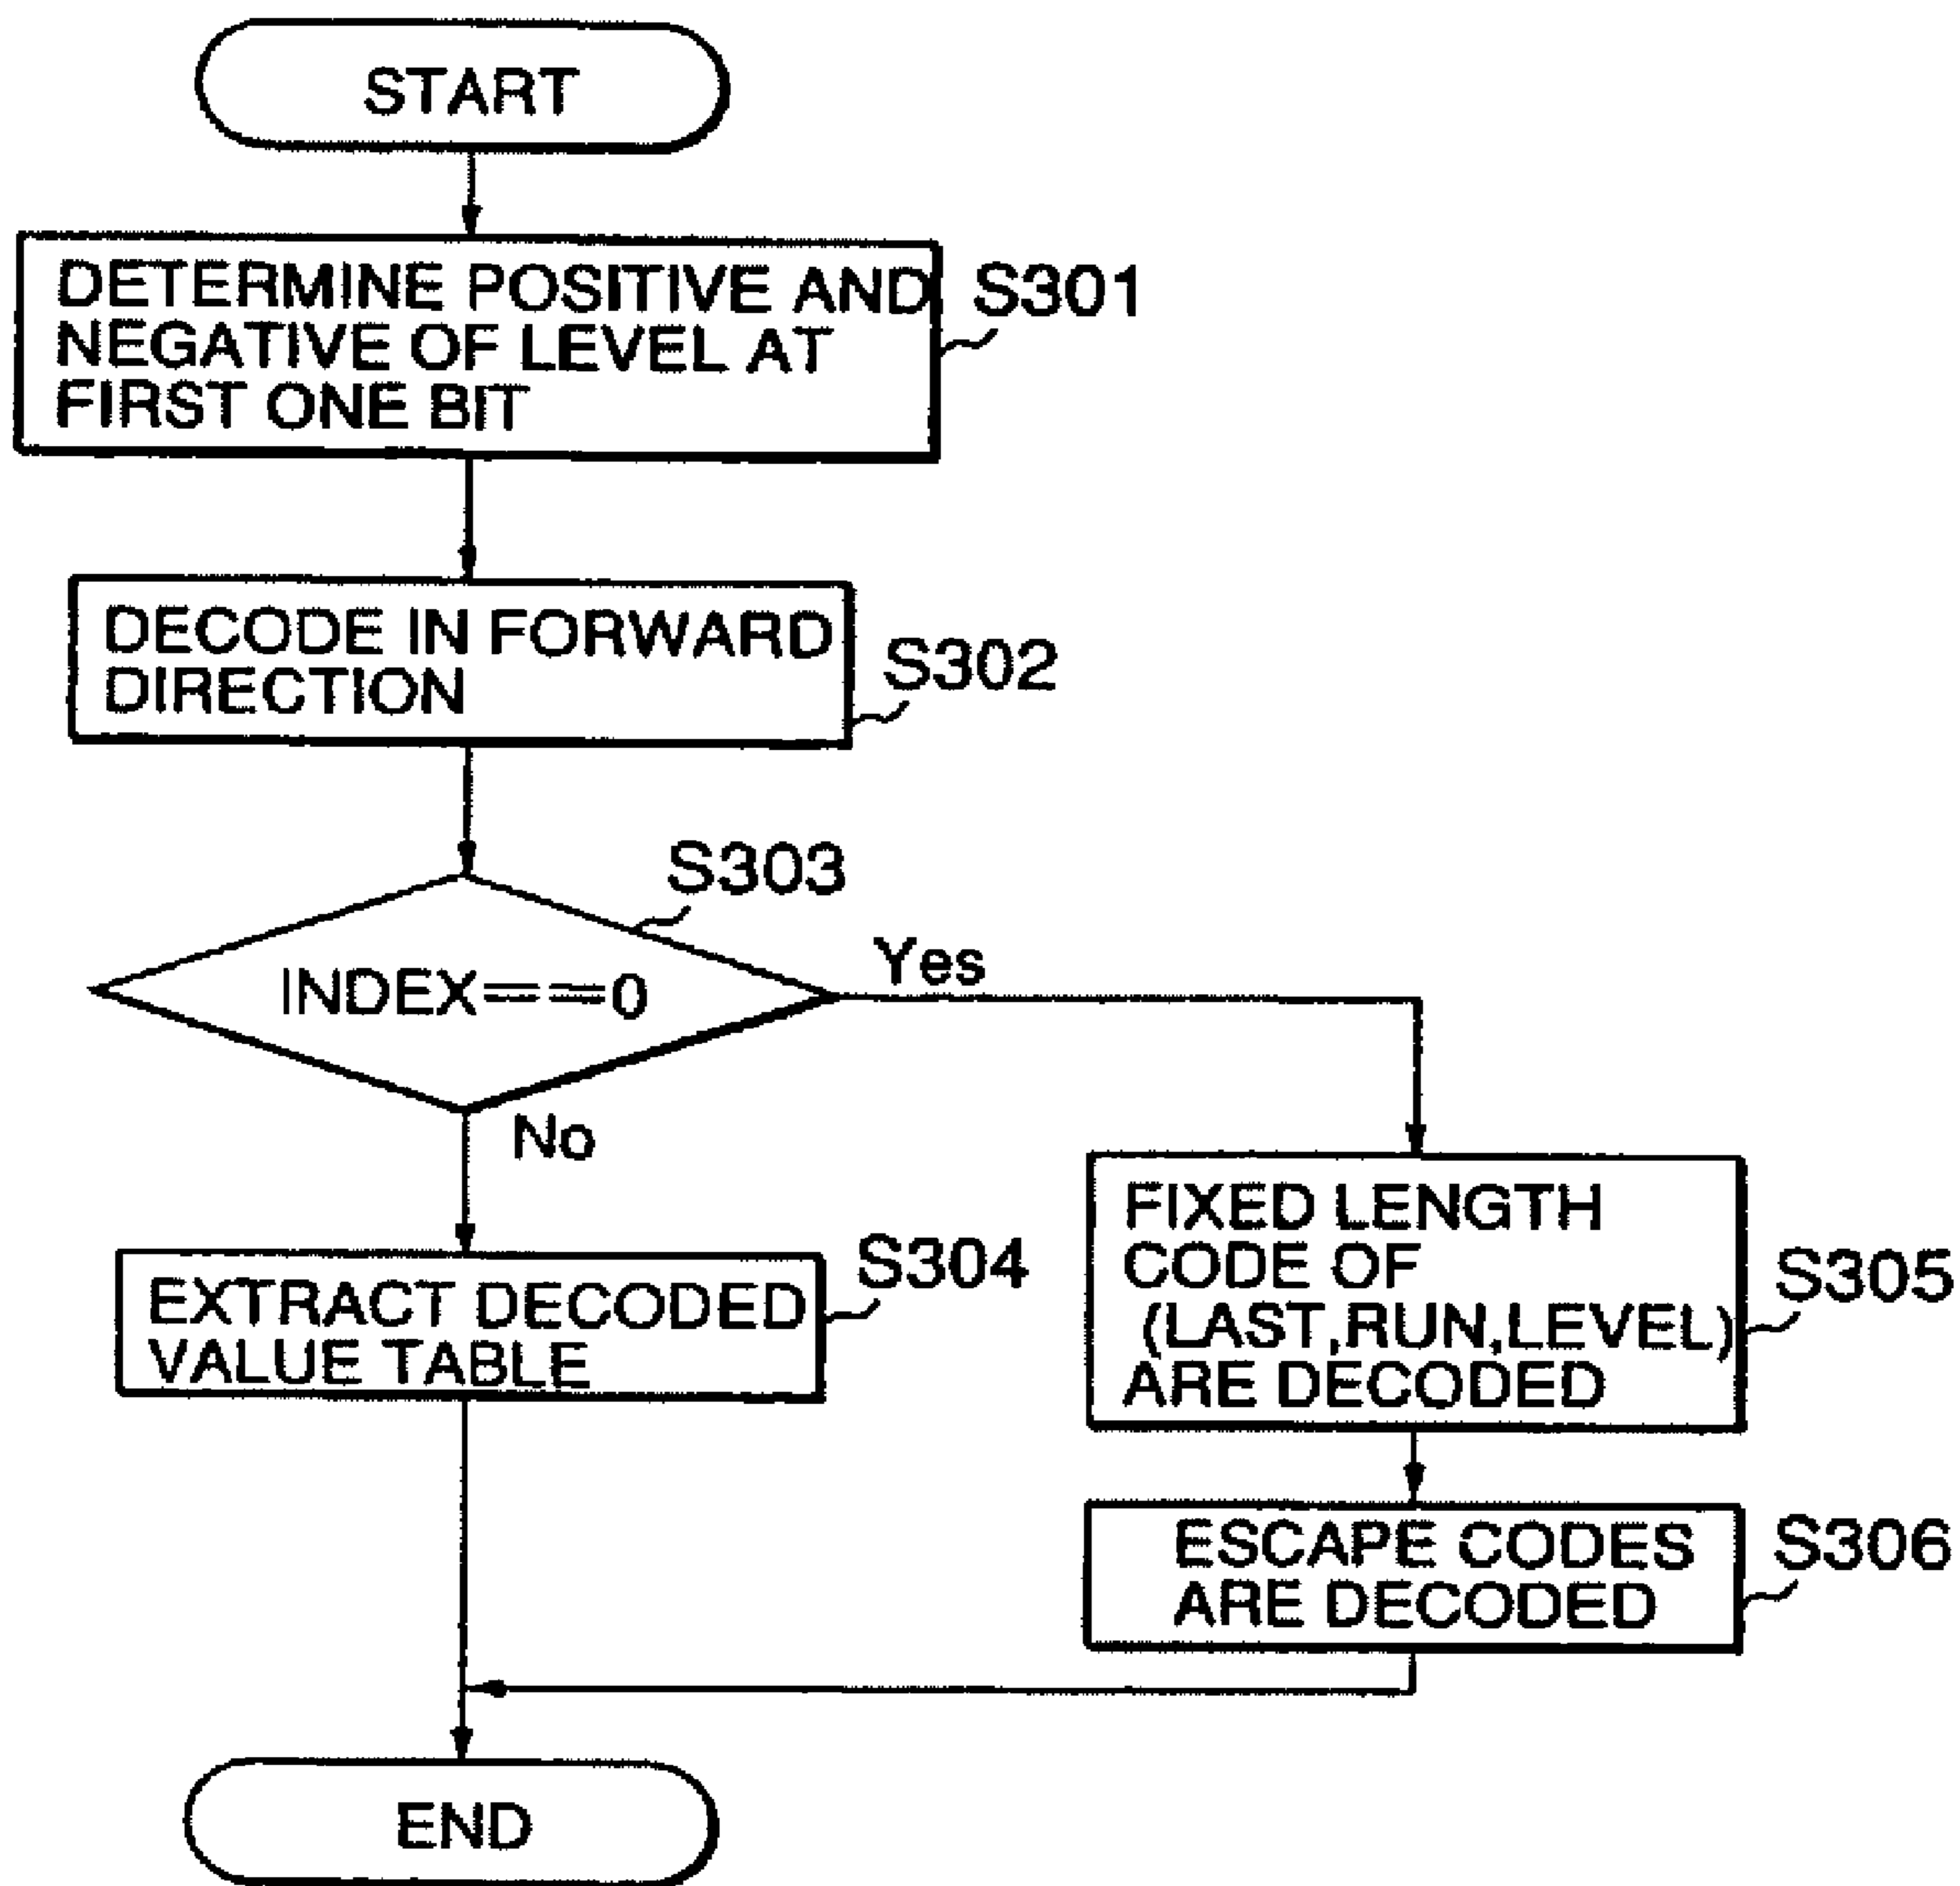 START
DETERMINE POSITIVE AND
NEGATIVE OF LEVEL AT
FIRST ONE BIT
S301
DECODE IN FORWARD
DIRECTION
S302
S303
INDEX===0
Yes
No
EXTRACT DECODED
VALUE TABLE
S304
FIXED LENGTH
CODE OF
(LAST,RUN,LEVEL)
ARE DECODED
S305
ESCAPE CODES
ARE DECODED
S306
END